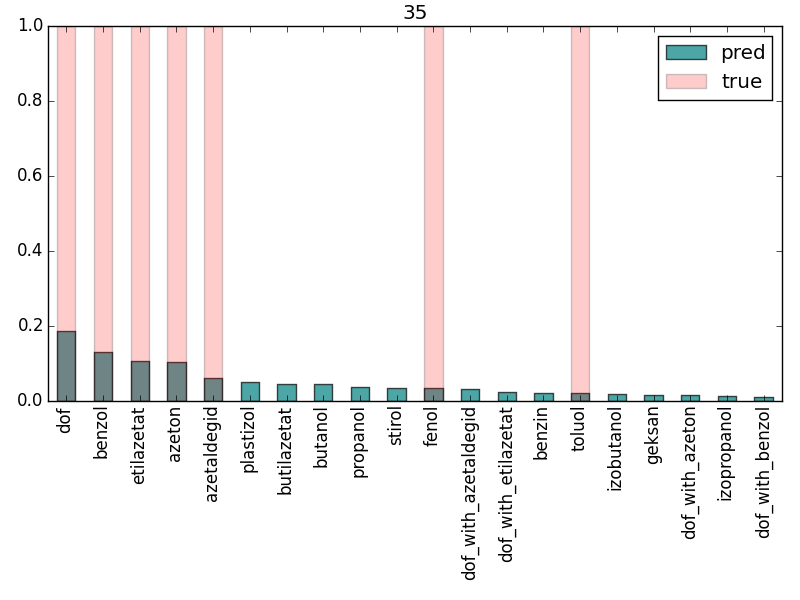 35
1.0
0.8
0.6
0.4
0.2
0.0
pred
true
dof
benzol
etilazetat
azeton
azetaldegid
plastizol
butilazetat
butanol
propanol
stirol
fenol
dof_with_azetaldegid
dof_with_etilazetat
benzin
toluol
izobutanol
geksan
dof_with_azeton
izopropanol
dof_with_benzol